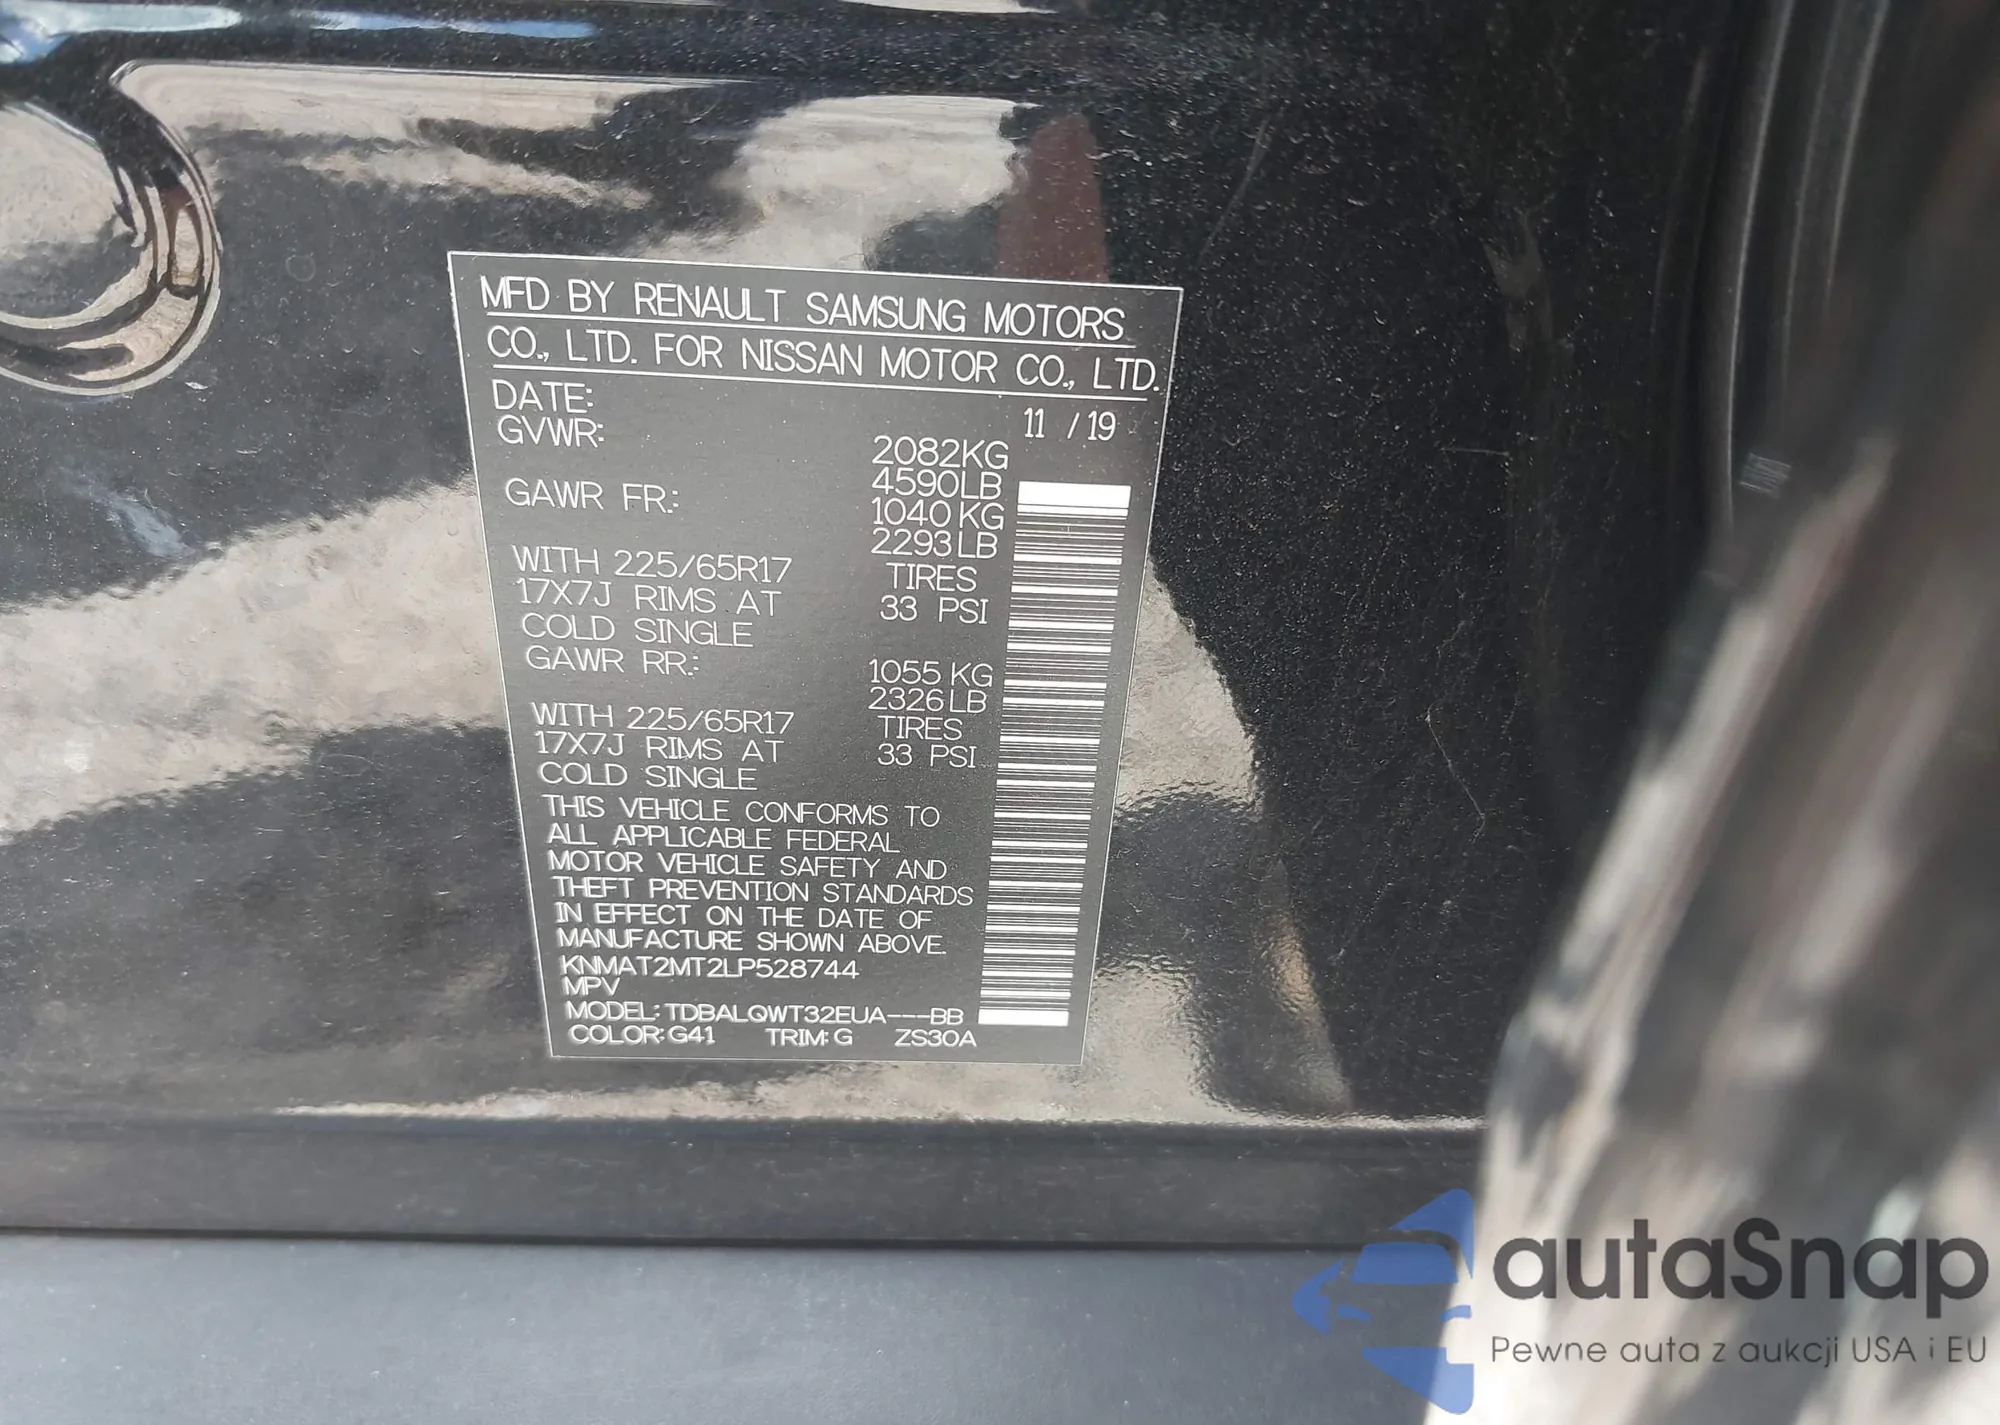 MFD BY RENAULT SAMSUNG MOTORS
CO., LTD. FOR NISSAN MOTOR CO., LTD.
DATE: 11 / 19
GVWR: 2082KG
4590LB
GAWR FR.: 1040 KG
2293 LB
WITH 225/65R17 TIRES
17X7J RIMS AT 33 PSI
COLD SINGLE
GAWR RR.: 1055 KG
2326 LB
WITH 225/65R17 TIRES
17X7J RIMS AT 33 PSI
COLD SINGLE
THIS VEHICLE CONFORMS TO
ALL APPLICABLE FEDERAL
MOTOR VEHICLE SAFETY AND
THEFT PREVENTION STANDARDS
IN EFFECT ON THE DATE OF
MANUFACTURE SHOWN ABOVE.
KNMAT2MT2LP528744
MPV
MODEL: TDBALQWT32EUA---BB
COLOR: G41 TRIM: G ZS30A
autaSnap
Pewne auta z aukcji USA i EU